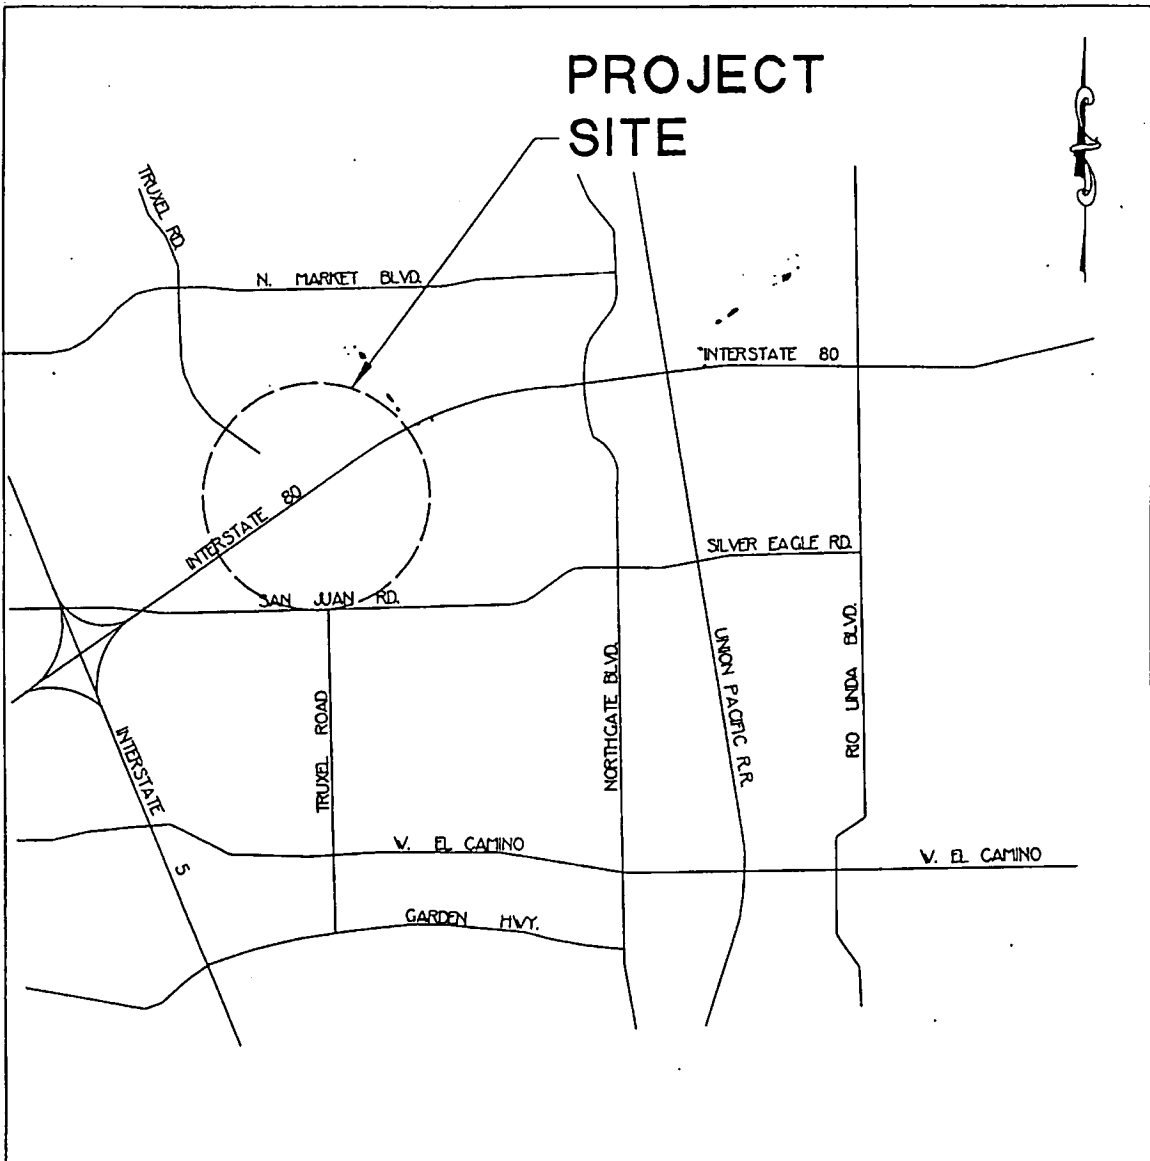 PROJECT
SITE
TRUXEL RD.
N. MARKET BLVD.
INTERSTATE 80
INTERSTATE 80
SILVER EAGLE RD.
SAN JUAN RD.
NORTHGATE BLVD.
UNION PACIFIC R.R.
RIO LINDA BLVD.
TRUXEL ROAD
INTERSTATE 5
W. EL CAMINO
W. EL CAMINO
GARDEN HWY.